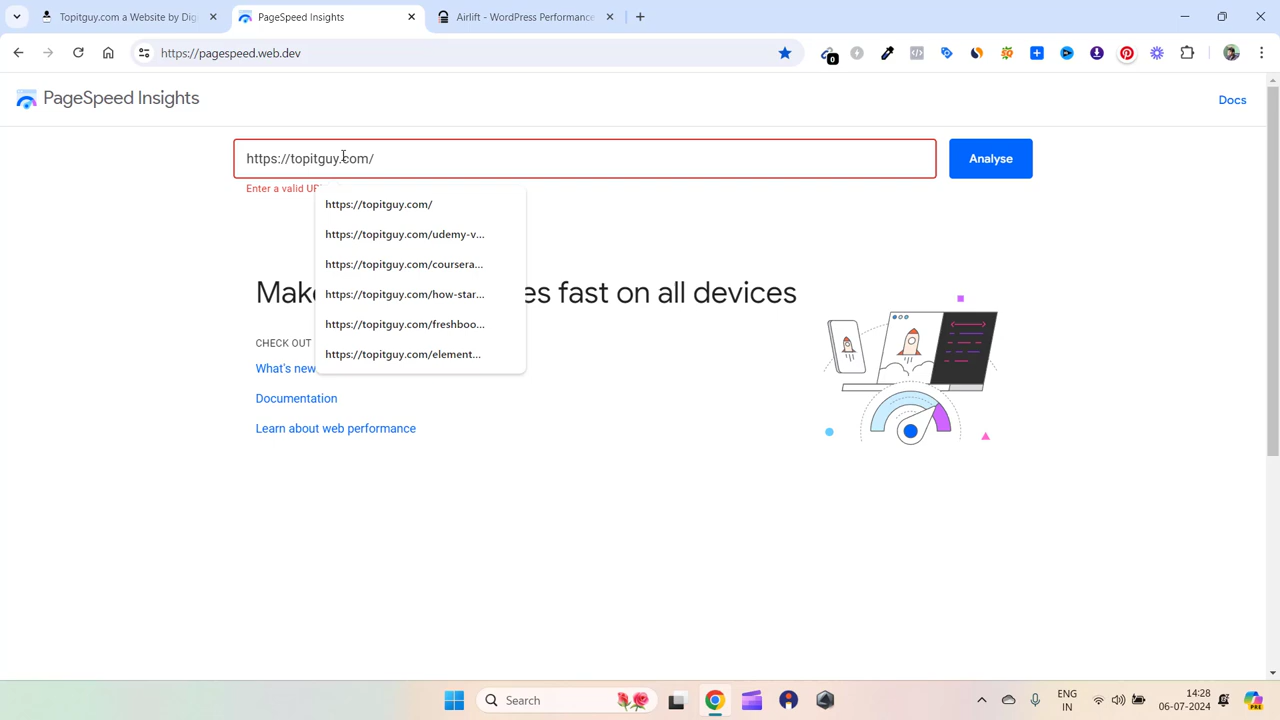 Topitguy.com a Website by Dig
PageSpeed Insights
Airlift - WordPress Performance
https://pagespeed.web.dev
0
PageSpeed Insights
Docs
https://topitguy.com/
Analyse
Enter a valid UR
https://topitguy.com/
https://topitguy.com/udemy-v...
https://topitguy.com/coursera...
https://topitguy.com/how-star...
https://topitguy.com/freshboo...
https://topitguy.com/element...
Make es fast on all devices
CHECK OUT
What's new
Documentation
Learn about web performance
Search
ENG
IN
14:28
06-07-2024
PRE